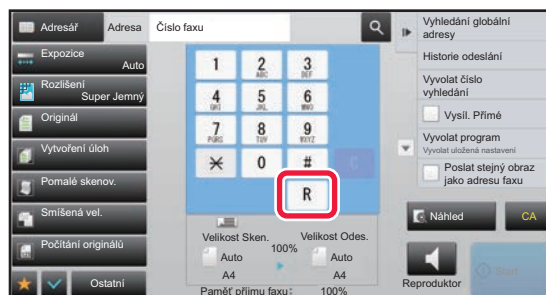 Adresář
Adresa
Číslo faxu
Expozice
Auto
Rozlišení
Super Jemný
Originál
Vytvoření úloh
Pomalé skenov.
Smíšená vel.
Počítání originálů
Ostatní
1
2
ABC
3
DEF
4
GHI
5
JKL
6
MNO
7
PQRS
8
TUV
9
WXYZ
0
#
C
R
Velikost Sken.
100%
Velikost Odes.
Auto
A4
Auto
A4
Paměť příjmu faxu:
100%
Vyhledání globální
adresy
Historie odeslání
Vyvolat číslo
vyhledání
Vysíl. Přímé
Vyvolat program
Vyvolat uložená nastavení
Poslat stejný obraz
jako adresu faxu
Náhled
CA
Reproduktor
Start